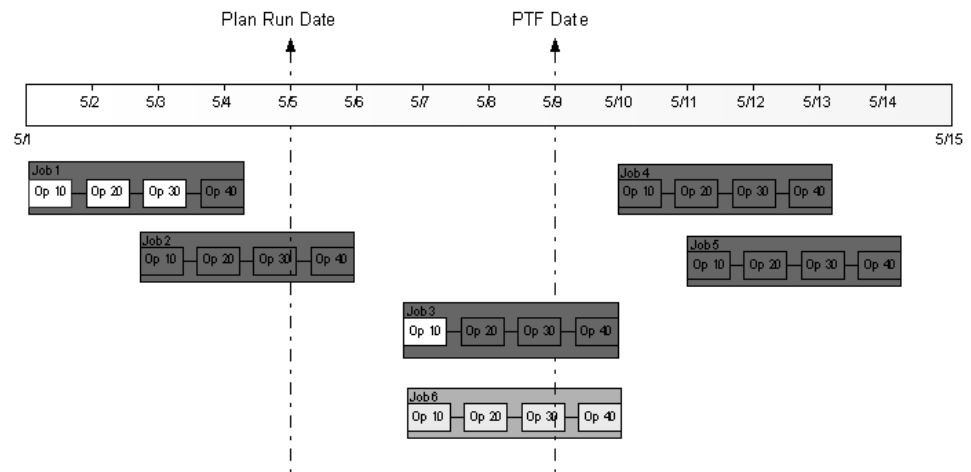 Plan Run Date PTF Date
5/2 5/3 5/4 5/5 5/6 5/7 5/8 5/9 5/10 5/11 5/12 5/13 5/14
5/1 5/15
Job 1
Op 10 Op 20 Op 30 Op 40
Job 4
Op 10 Op 20 Op 30 Op 40
Job 2
Op 10 Op 20 Op 30 Op 40
Job 5
Op 10 Op 20 Op 30 Op 40
Job 3
Op 10 Op 20 Op 30 Op 40
Job 6
Op 10 Op 20 Op 30 Op 40